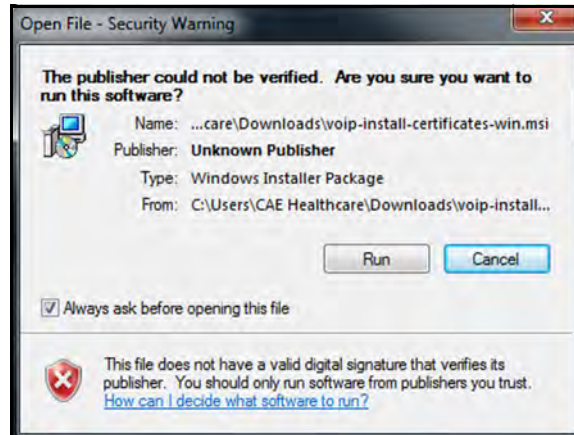 Open File - Security Warning
The publisher could not be verified. Are you sure you want to
run this software?
Name: ...care\Downloads\voip-install-certificates-win.msi
Publisher: Unknown Publisher
Type: Windows Installer Package
From: C:\Users\CAE Healthcare\Downloads\voip-install...
Run Cancel
Always ask before opening this file
This file does not have a valid digital signature that verifies its
publisher. You should only run software from publishers you trust.
How can I decide what software to run?